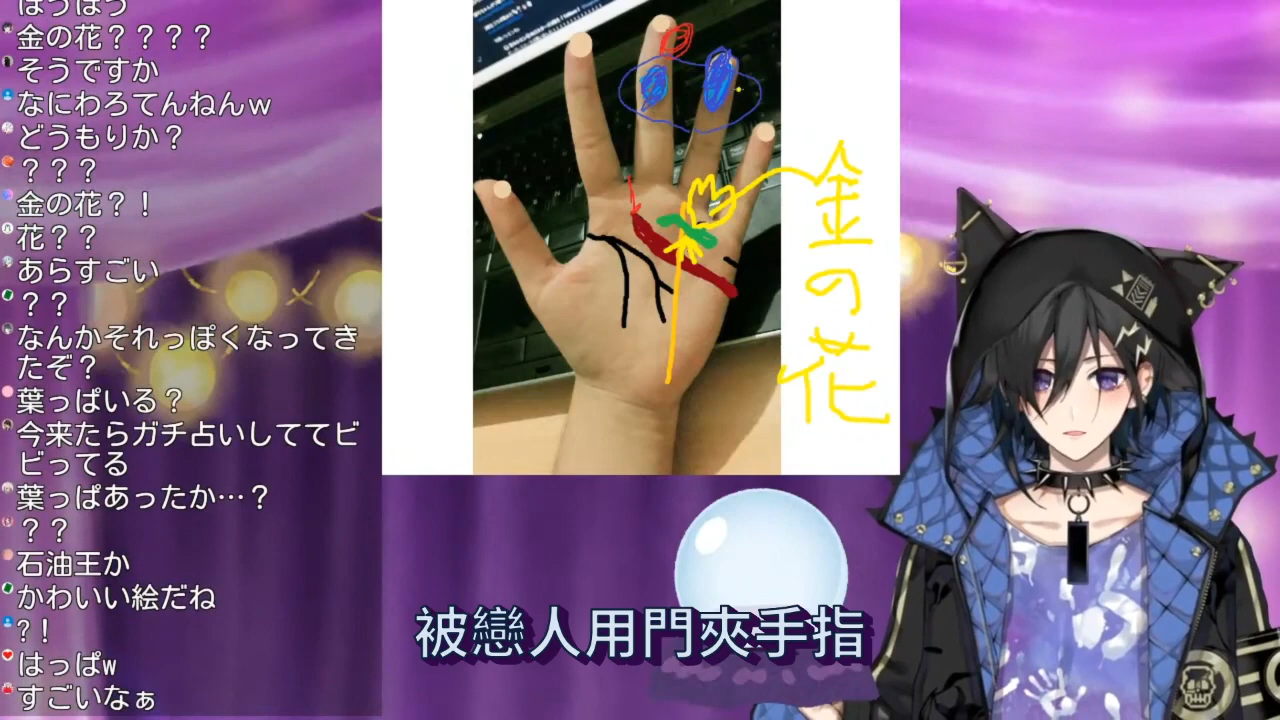 はつはつ
金の花？？？？
そうですか
なにわろてんねんｗ
どうもりか？
？？？
金の花？！
花？？
あらすごい
？？
なんかそれっぽくなってき
たぞ？
葉っぱいる？
今来たらガチ占いしててビ
ビってる
葉っぱあったか…？
？？
石油王か
かわいい絵だね
?！
はっぱw
すごいなぁ
金の花
被戀人用門夾手指